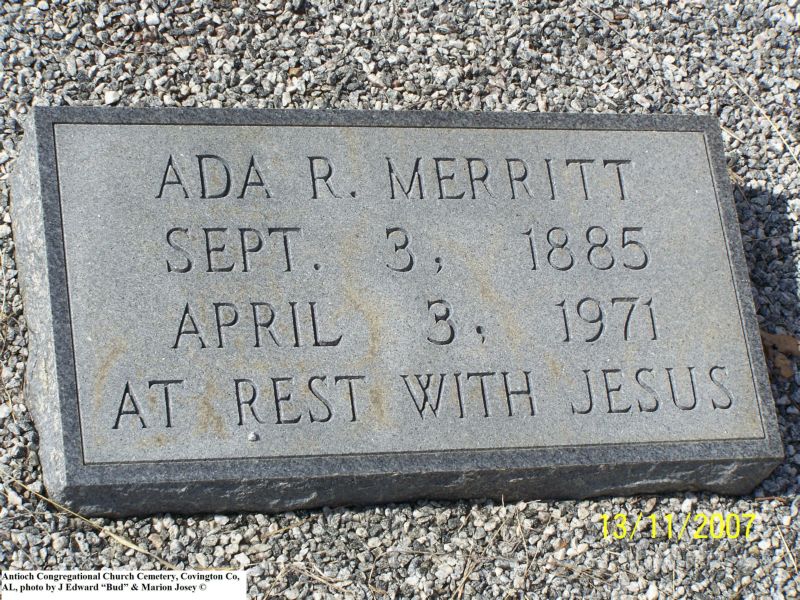 ADA R. MERRITT
SEPT. 3, 1885
APRIL 3, 1971
AT REST WITH JESUS
13/11/2007
Antioch Congregational Church Cemetery, Covington Co,
AL, photo by J Edward “Bud” & Marion Josey ©